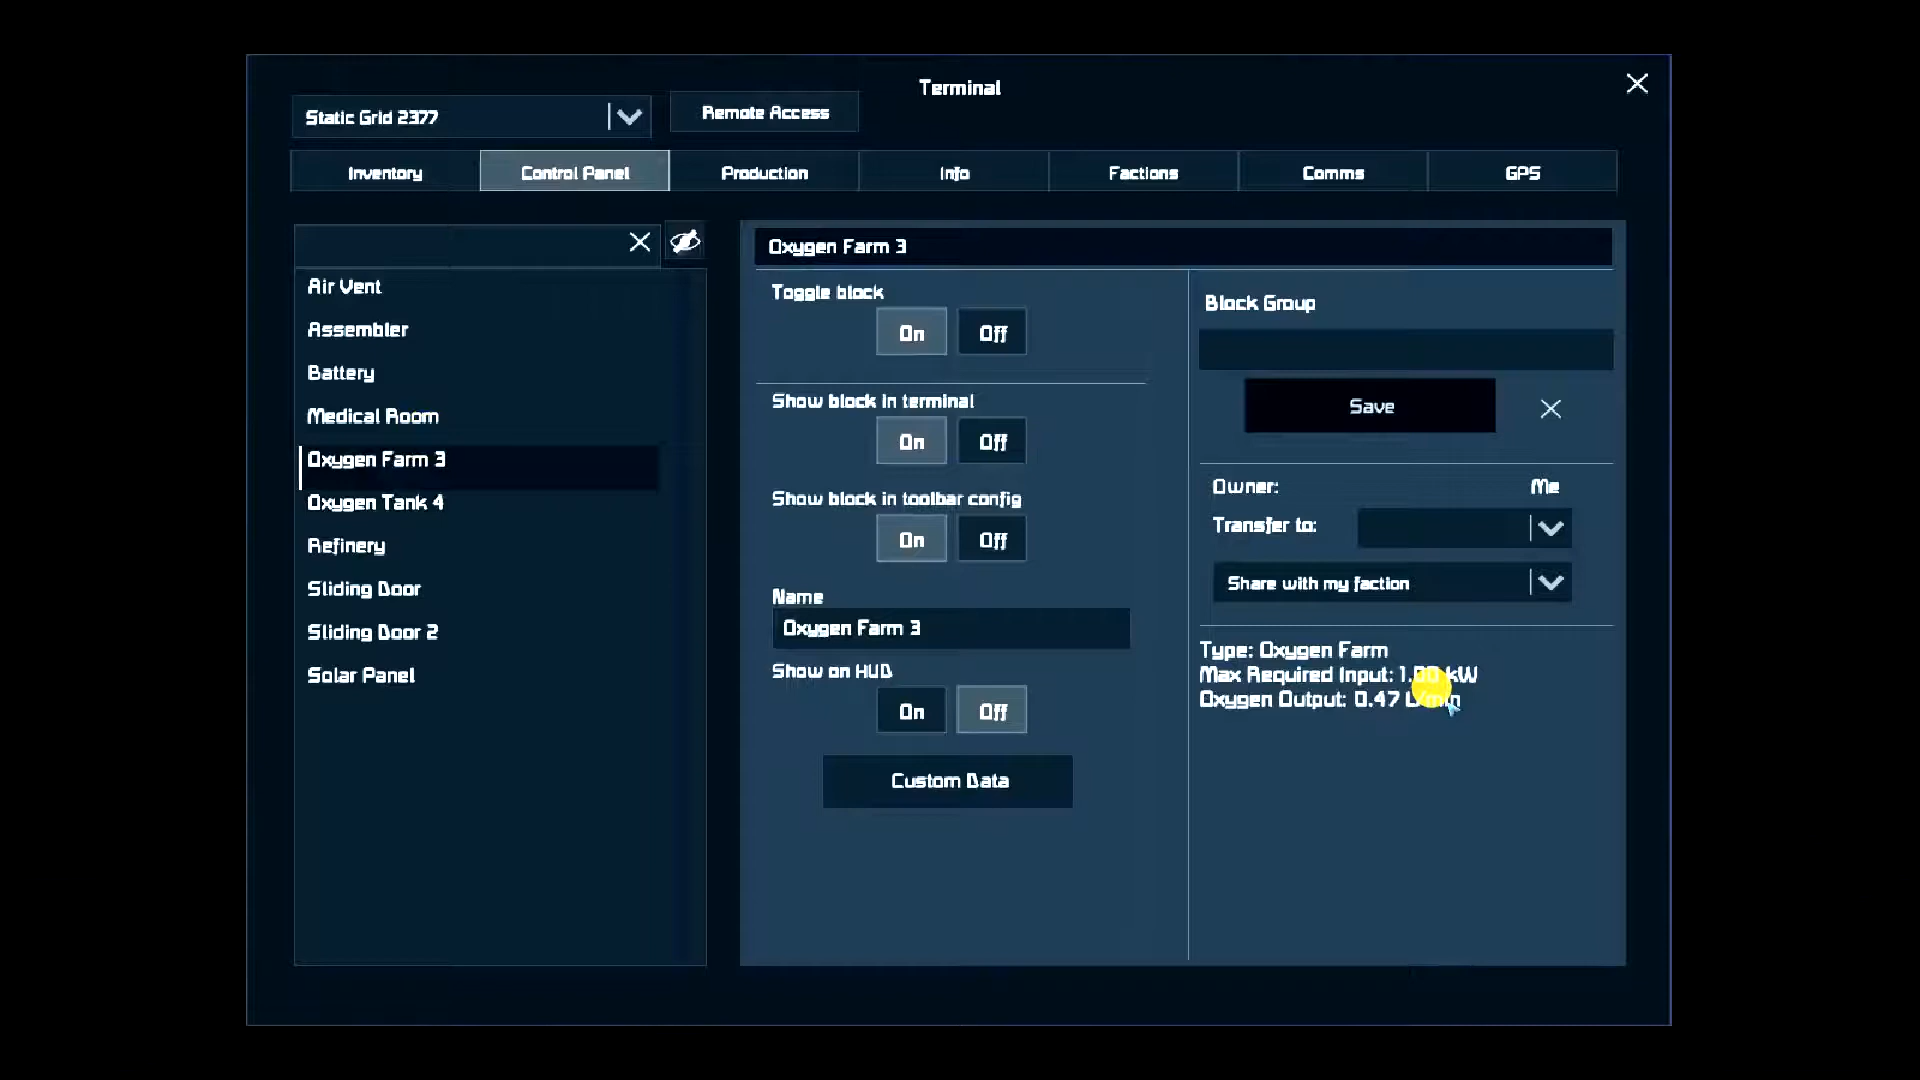 Terminal
Static Grid 2377
Remote Access
Inventory
Control Panel
Production
Info
Factions
Comms
GPS
Air Vent
Assembler
Battery
Medical Room
Oxygen Farm 3
Oxygen Tank 4
Refinery
Sliding Door
Sliding Door 2
Solar Panel
Oxygen Farm 3
Toggle block
On
Off
Show block in terminal
On
Off
Show block in toolbar config
On
Off
Name
Oxygen Farm 3
Show on HUD
On
Off
Custom Data
Block Group
Save
Owner: Me
Transfer to:
Share with my faction
Type: Oxygen Farm
Max Required Input: 1.00 kW
Oxygen Output: 0.47 L/min